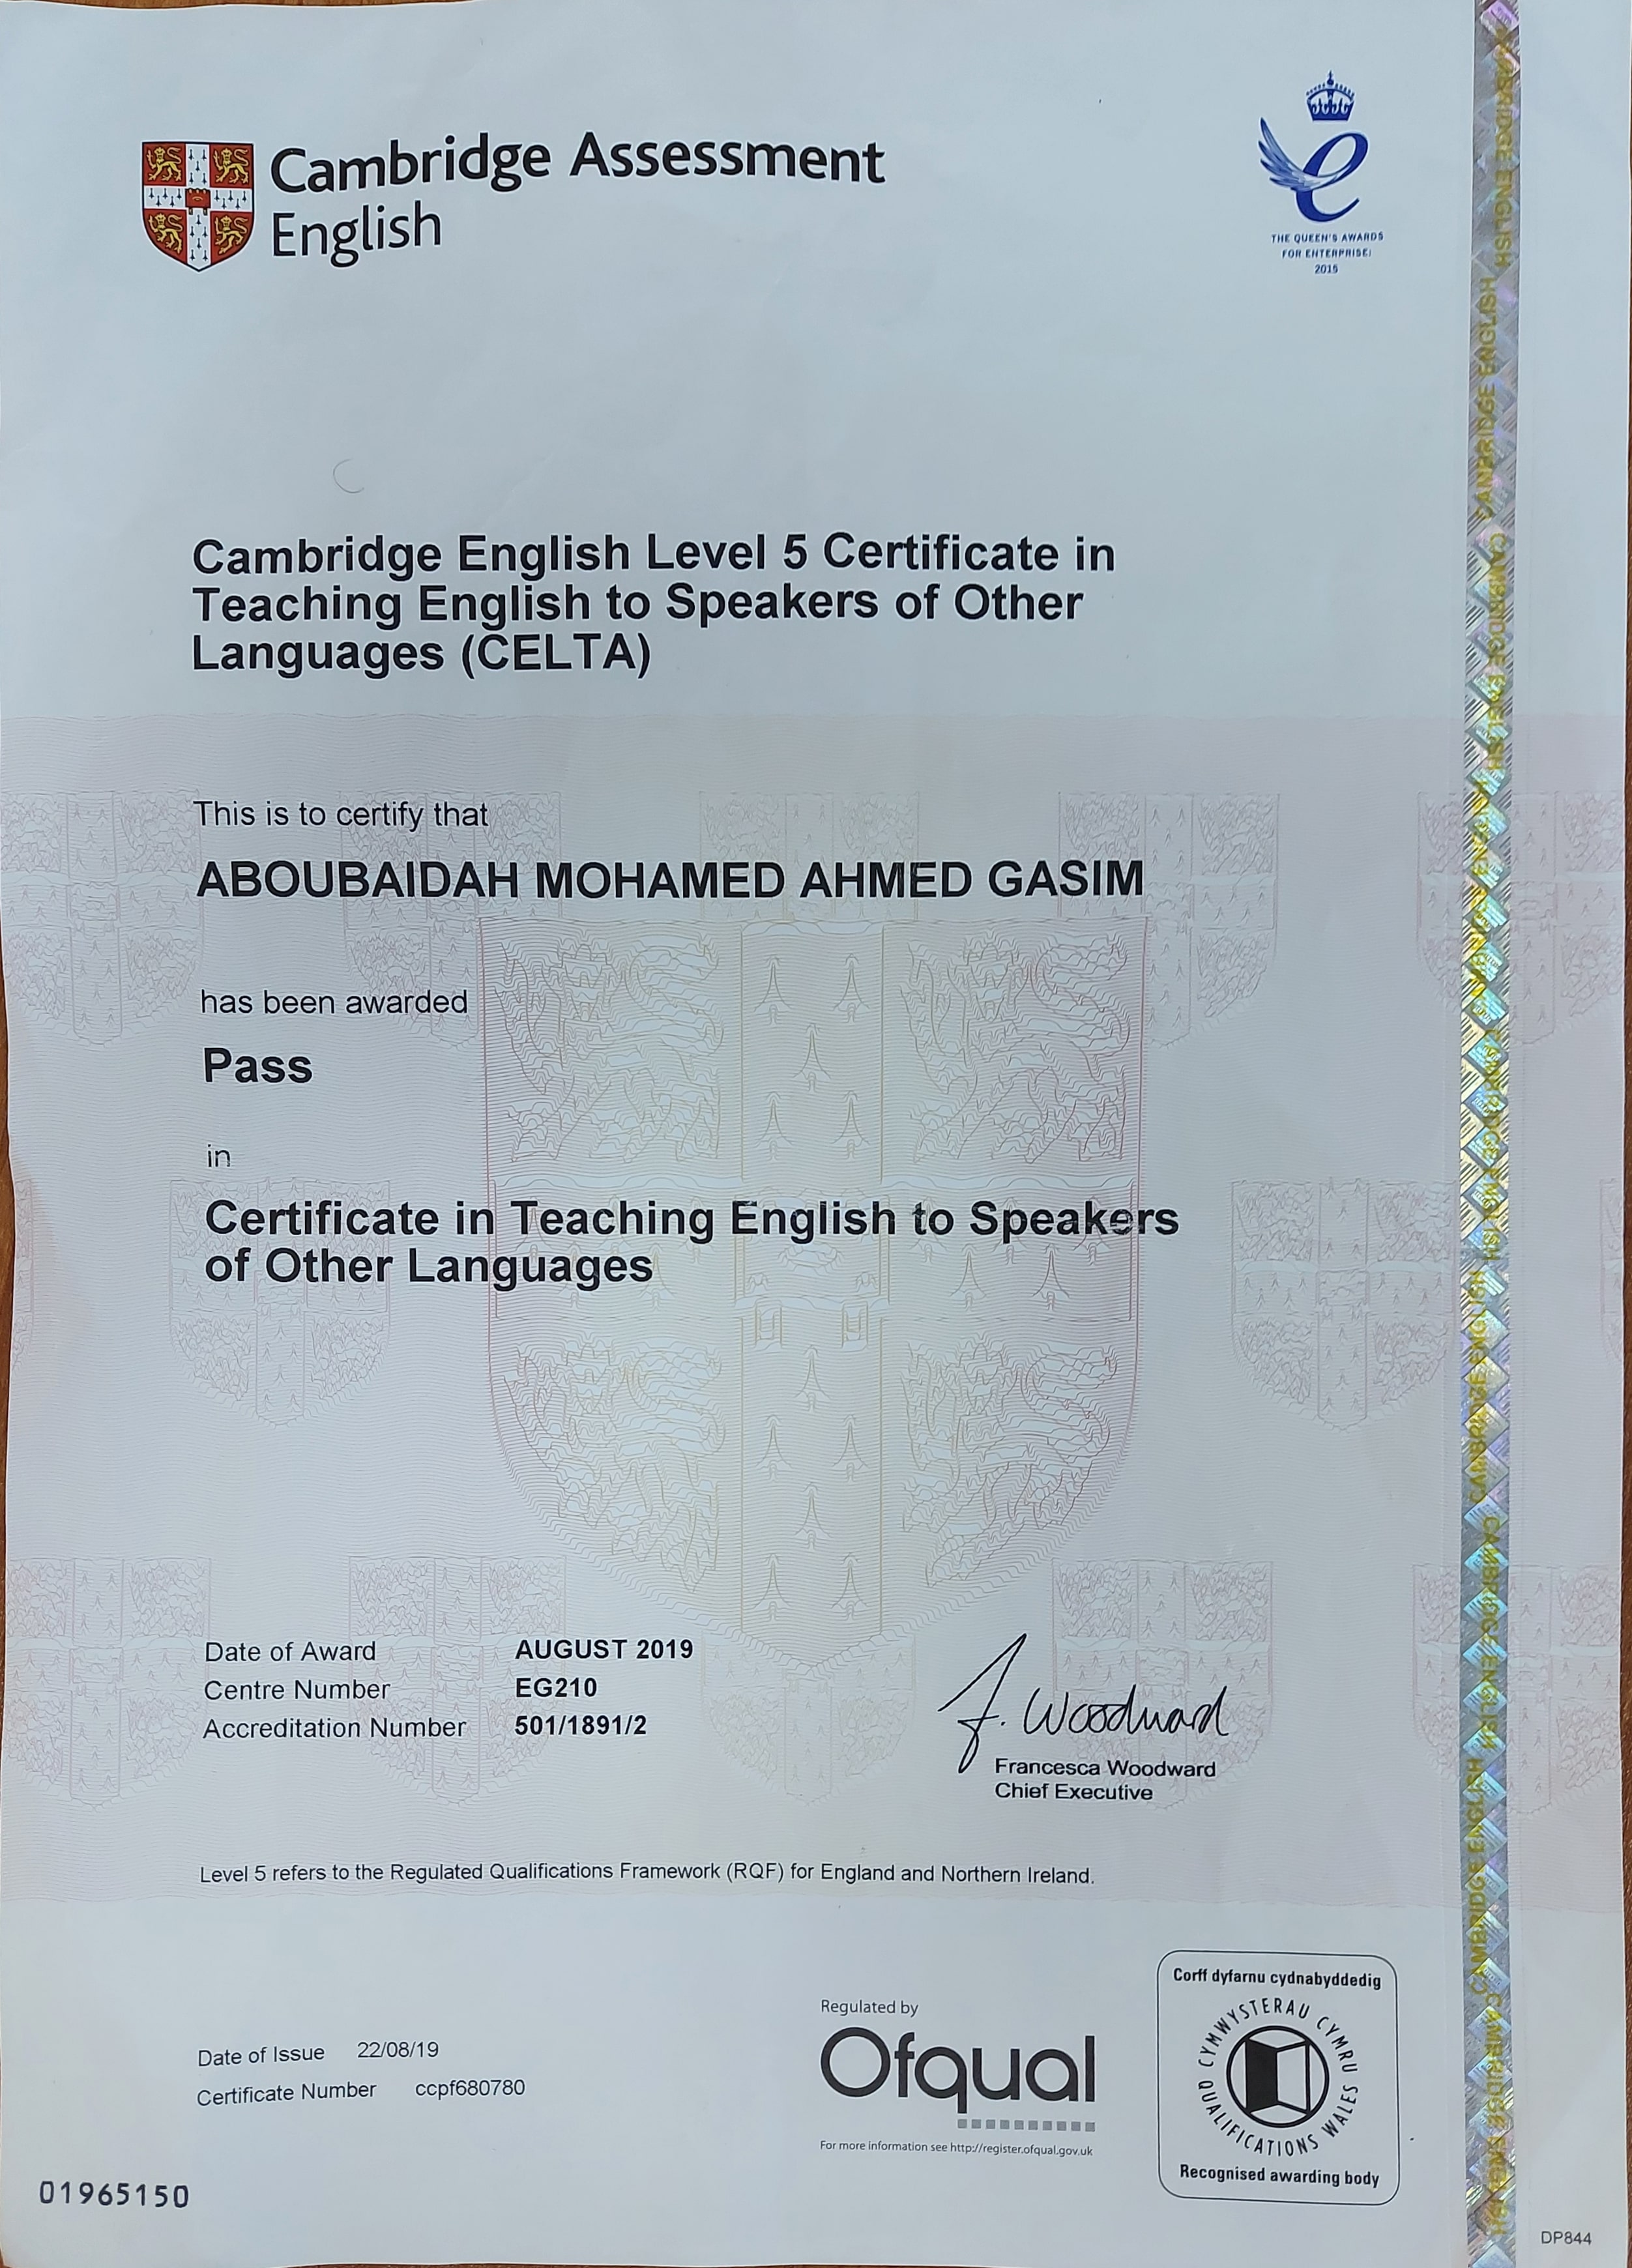 Cambridge Assessment
English
THE QUEEN'S AWARDS
FOR ENTERPRISE:
2015
Cambridge English Level 5 Certificate in
Teaching English to Speakers of Other
Languages (CELTA)
This is to certify that
ABOUBAIDAH MOHAMED AHMED GASIM
has been awarded
Pass
in
Certificate in Teaching English to Speakers
of Other Languages
Date of Award AUGUST 2019
Centre Number EG210
Accreditation Number 501/1891/2
F. Woodward
Francesca Woodward
Chief Executive
Level 5 refers to the Regulated Qualifications Framework (RQF) for England and Northern Ireland.
Date of Issue 22/08/19
Certificate Number ccpf680780
Regulated by
Ofqual
For more information see http://register.ofqual.gov.uk
Corff dyfarnu cydnabyddedig
CYMWYSTERAU CYMRU
QUALIFICATIONS WALES
Recognised awarding body
01965150
DP844
CAMBRIDGE ENGLISH CAMBRIDGE ENGLISH